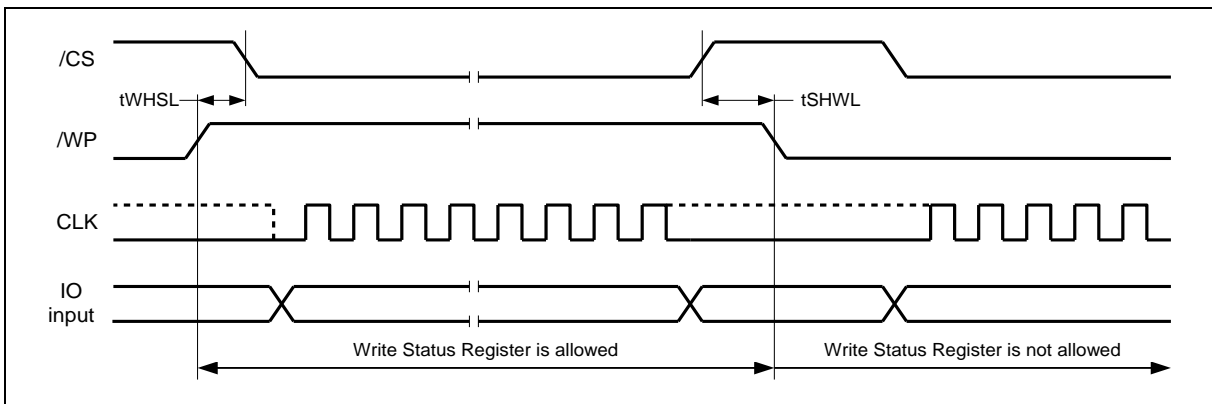 /CS
tWHSL
tSHWL
/WP
CLK
IO
input
Write Status Register is allowed
Write Status Register is not allowed